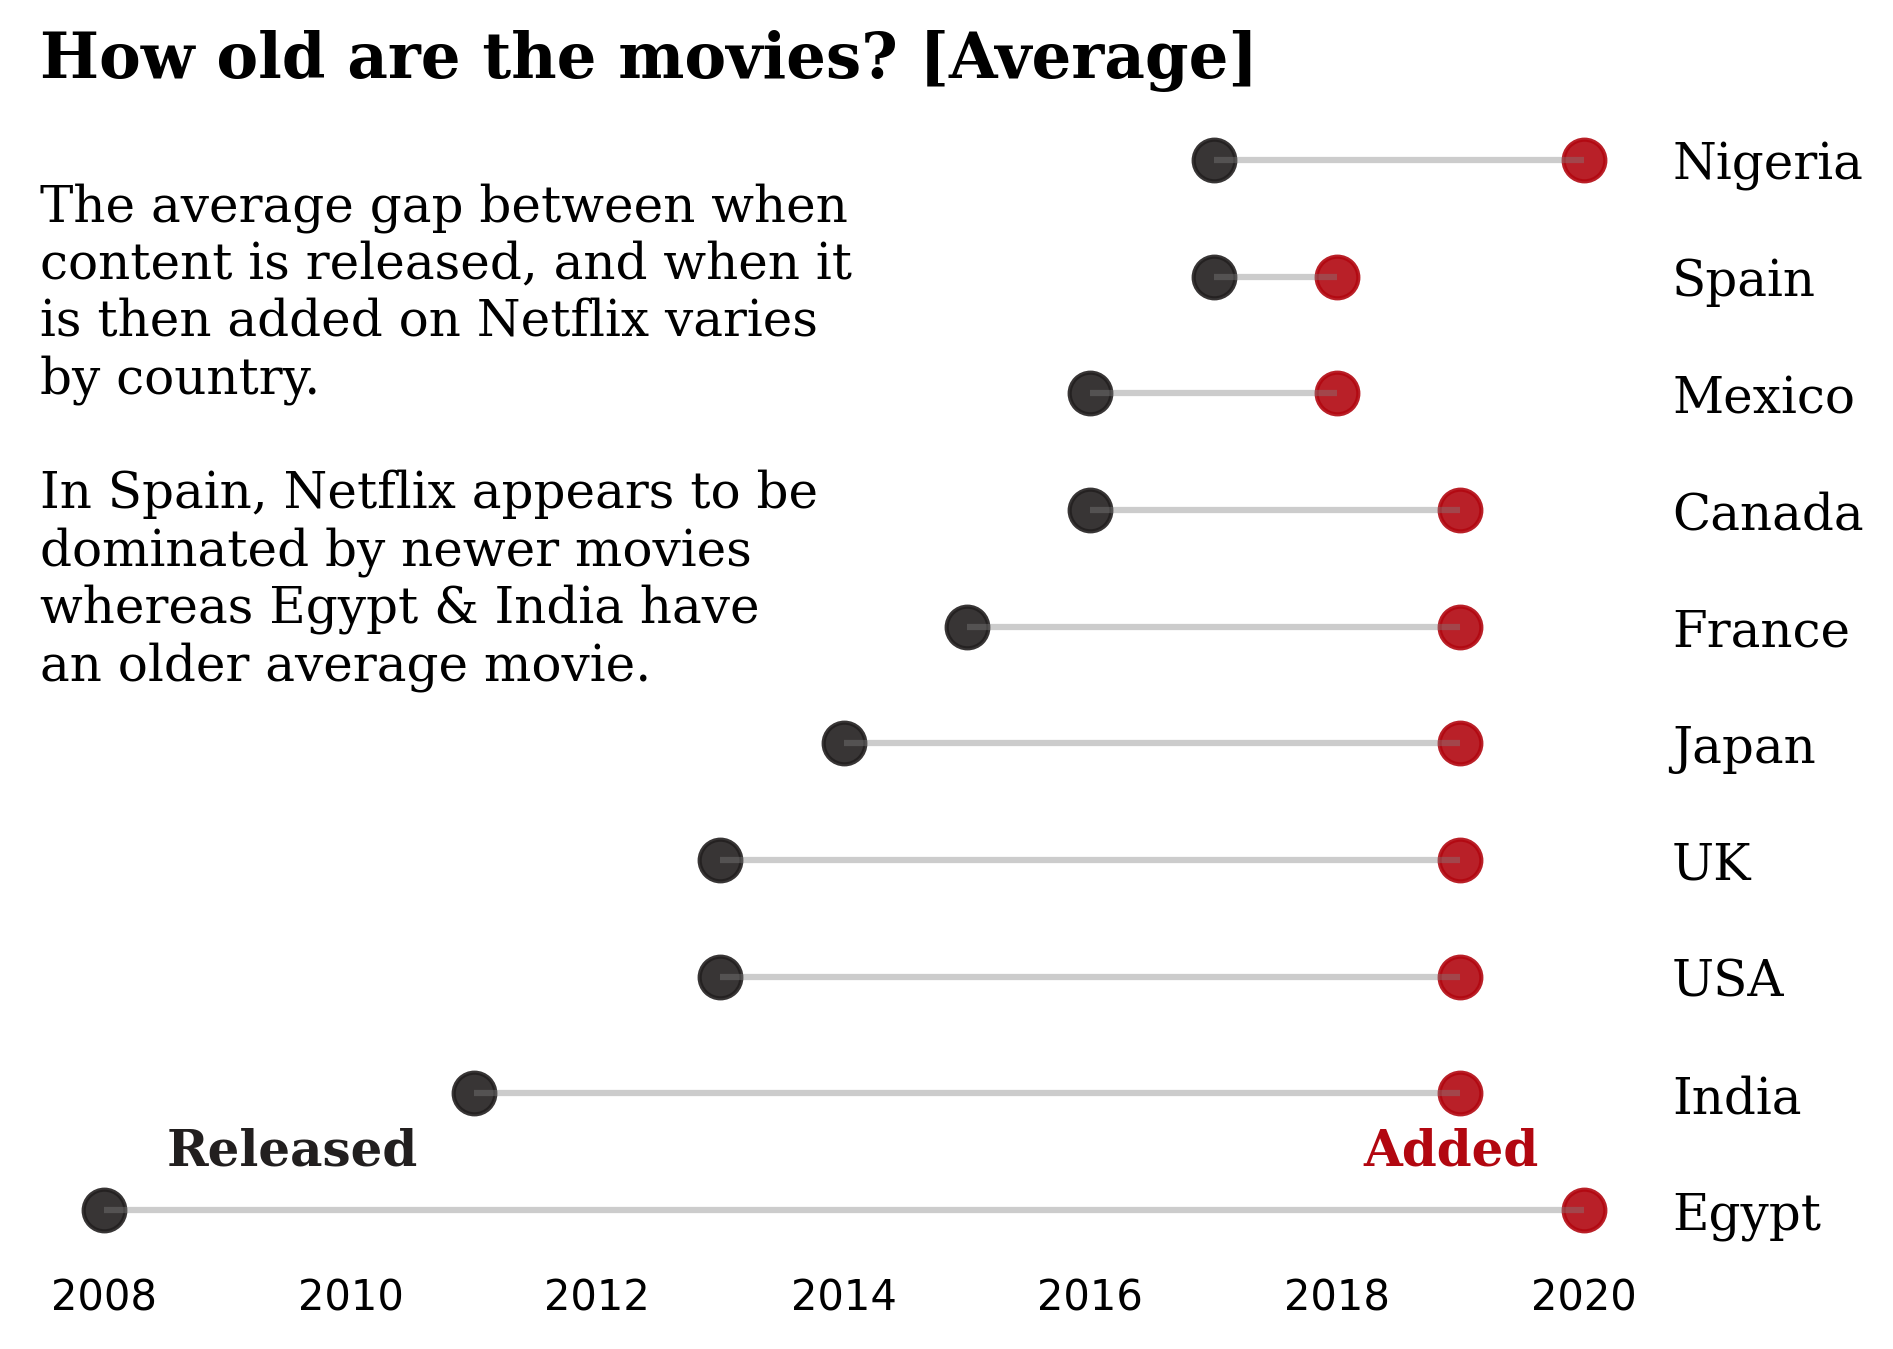 How old are the movies? [Average]
The average gap between when
content is released, and when it
is then added on Netflix varies
by country.
In Spain, Netflix appears to be
dominated by newer movies
whereas Egypt & India have
an older average movie.
Nigeria
Spain
Mexico
Canada
France
Japan
UK
USA
India
Released
Added
Egypt
2008
2010
2012
2014
2016
2018
2020